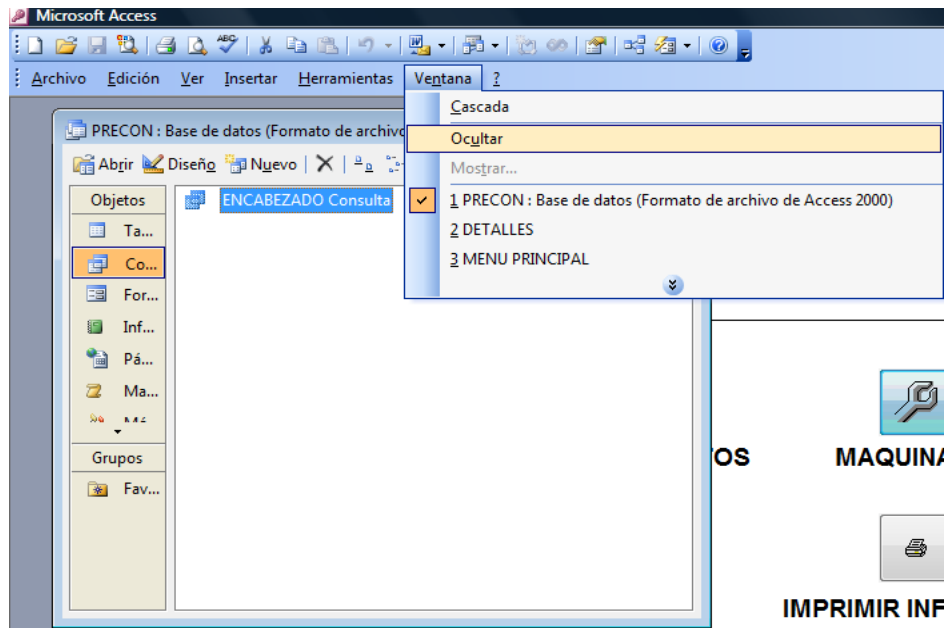 Microsoft Access
Archivo Edición Ver Insertar Herramientas Ventana ?
Cascada
Ocultar
Mostrar...
1 PRECON : Base de datos (Formato de archivo de Access 2000)
2 DETALLES
3 MENU PRINCIPAL
PRECON : Base de datos (Formato de archivo
Abrir Diseño Nuevo
Objetos
ENCABEZADO Consulta
Ta...
Co...
For...
Inf...
Pá...
Ma...
Grupos
Fav...
OS
MAQUINA
IMPRIMIR INF